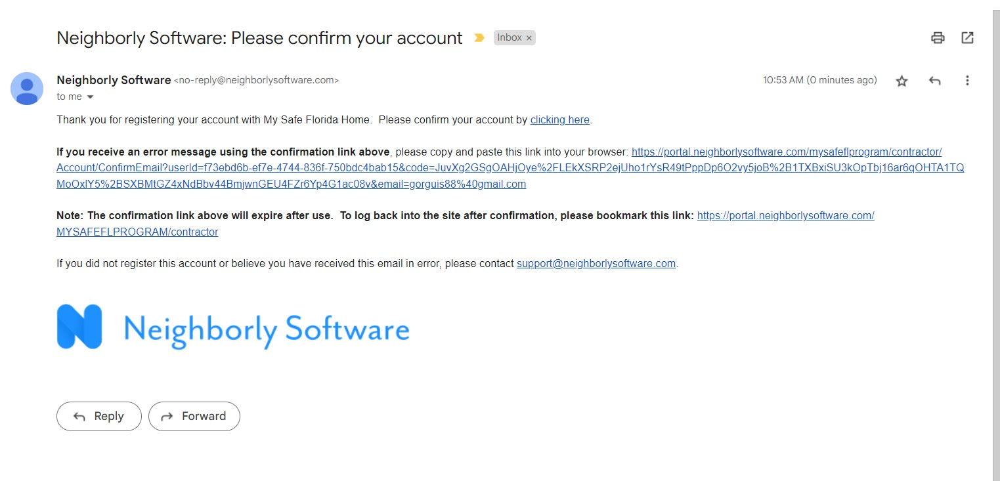 Neighborly Software: Please confirm your account Inbox ×
Neighborly Software <no-reply@neighborlysoftware.com> 10:53 AM (0 minutes ago)
to me
Thank you for registering your account with My Safe Florida Home.  Please confirm your account by clicking here.
If you receive an error message using the confirmation link above, please copy and paste this link into your browser: https://portal.neighborlysoftware.com/mysafeflprogram/contractor/
Account/ConfirmEmail?userId=f73ebd6b-ef7e-4744-836f-750bdc4bab15&code=JuvXg2GSgOAHjOye%2FLEkXSRP2ejUho1rYsR49tPppDp6O2vy5joB%2B1TXBxiSU3kOpTbj16ar6qOHTA1TQ
MoOxlY5%2BSXBMtGZ4xNdBbv44BmjwnGEU4FZr6Yp4G1ac08v&email=gorguis88%40gmail.com
Note: The confirmation link above will expire after use.  To log back into the site after confirmation, please bookmark this link: https://portal.neighborlysoftware.com/
MYSAFEFLPROGRAM/contractor
If you did not register this account or believe you have received this email in error, please contact support@neighborlysoftware.com.
Neighborly Software
Reply Forward